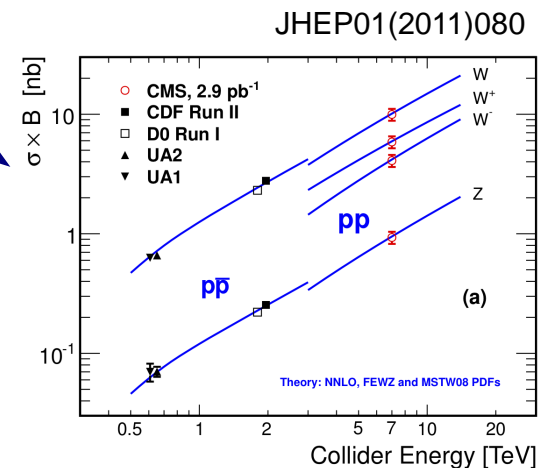 JHEP01(2011)080
σ × B [nb]
10
1
10⁻¹
CMS, 2.9 pb⁻¹
CDF Run II
D0 Run I
UA2
UA1
W
W⁺
W⁻
Z
pp
pp̅
(a)
Theory: NNLO, FEWZ and MSTW08 PDFs
0.5 1 2 5 7 10 20
Collider Energy [TeV]